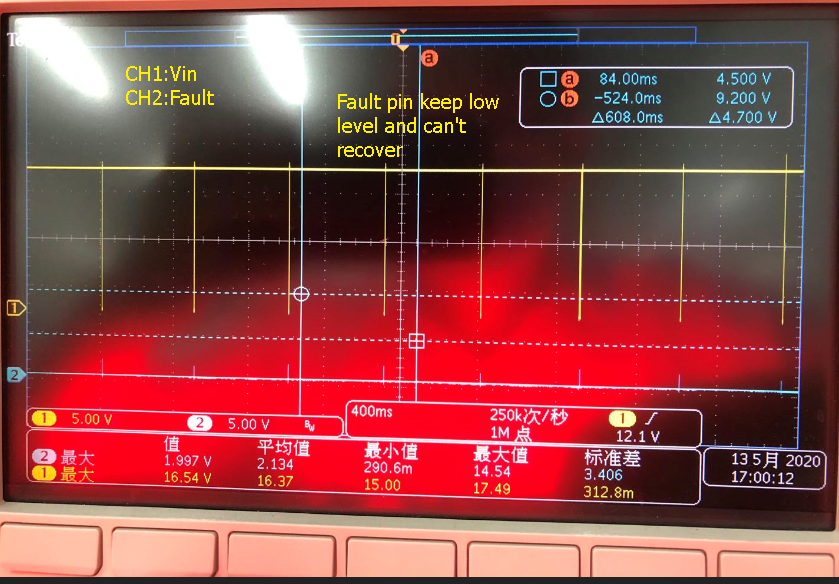 Te
T
a
CH1:Vin
CH2:Fault
Fault pin keep low
level and can't
recover
a 84.00ms 4.500 V
b -524.0ms 9.200 V
Δ608.0ms Δ4.700 V
1
2
1 5.00 V 2 5.00 V BW
400ms 250k次/秒 1 /
1M 点 12.1 V
值 平均值 最小值 最大值 标准差
2 最大 1.997 V 2.134 290.6m 14.54 3.406
1 最大 16.54 V 16.37 15.00 17.49 312.8m
13 5月 2020
17:00:12